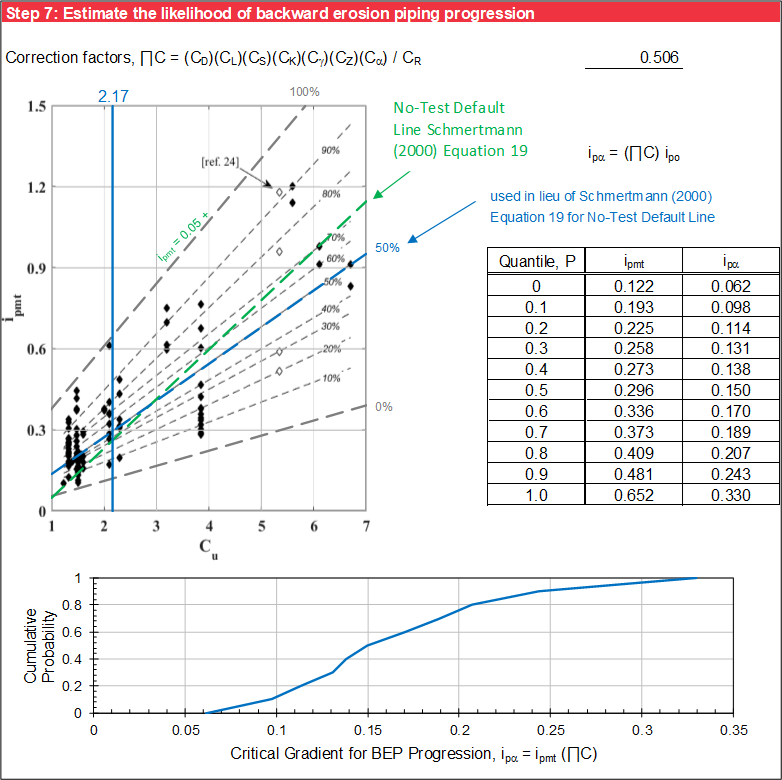 Step 7: Estimate the likelihood of backward erosion piping progression
Correction factors, ∏C = (CD)(CL)(CS)(CK)(Cγ)(CZ)(Cα) / CR
0.506
2.17
100%
1.5
1.2
0.9
0.6
0.3
0
ipmt
1 2 3 4 5 6 7
Cu
[ref. 24]
ipmt = 0.05 +
90%
80%
70%
60%
50%
40%
30%
20%
10%
0%
50%
No-Test Default
Line Schmertmann
(2000) Equation 19
ipα = (∏C) ipo
used in lieu of Schmertmann (2000)
Equation 19 for No-Test Default Line
Quantile, P ipmt ipα
0 0.122 0.062
0.1 0.193 0.098
0.2 0.225 0.114
0.3 0.258 0.131
0.4 0.273 0.138
0.5 0.296 0.150
0.6 0.336 0.170
0.7 0.373 0.189
0.8 0.409 0.207
0.9 0.481 0.243
1.0 0.652 0.330
Cumulative
Probability
1
0.8
0.6
0.4
0.2
0
0 0.05 0.1 0.15 0.2 0.25 0.3 0.35
Critical Gradient for BEP Progression, ipα = ipmt (∏C)